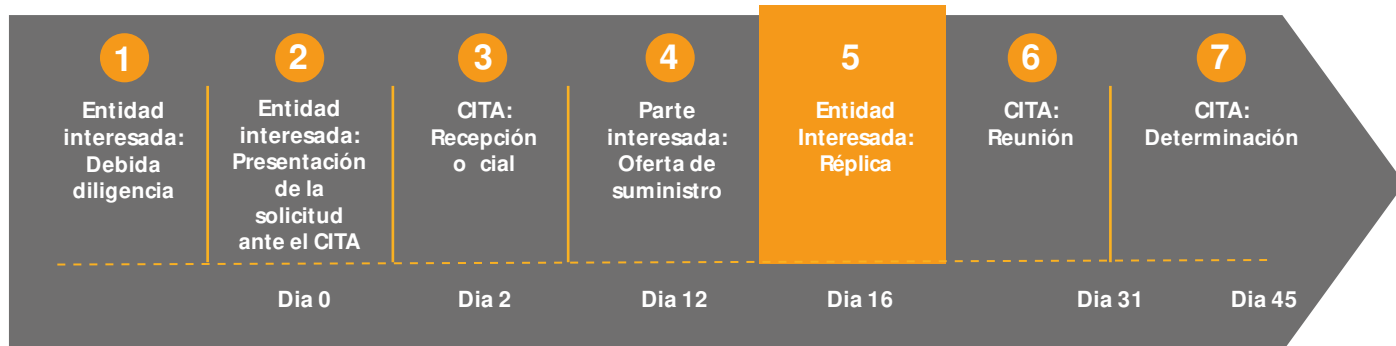 1
Entidad
interesada:
Debida
diligencia
2
Entidad
interesada:
Presentación
de la
solicitud
ante el CITA
3
CITA:
Recepción
o cial
4
Parte
interesada:
Oferta de
suministro
5
Entidad
Interesada:
Réplica
6
CITA:
Reunión
7
CITA:
Determinación
Dia 0
Dia 2
Dia 12
Dia 16
Dia 31
Dia 45